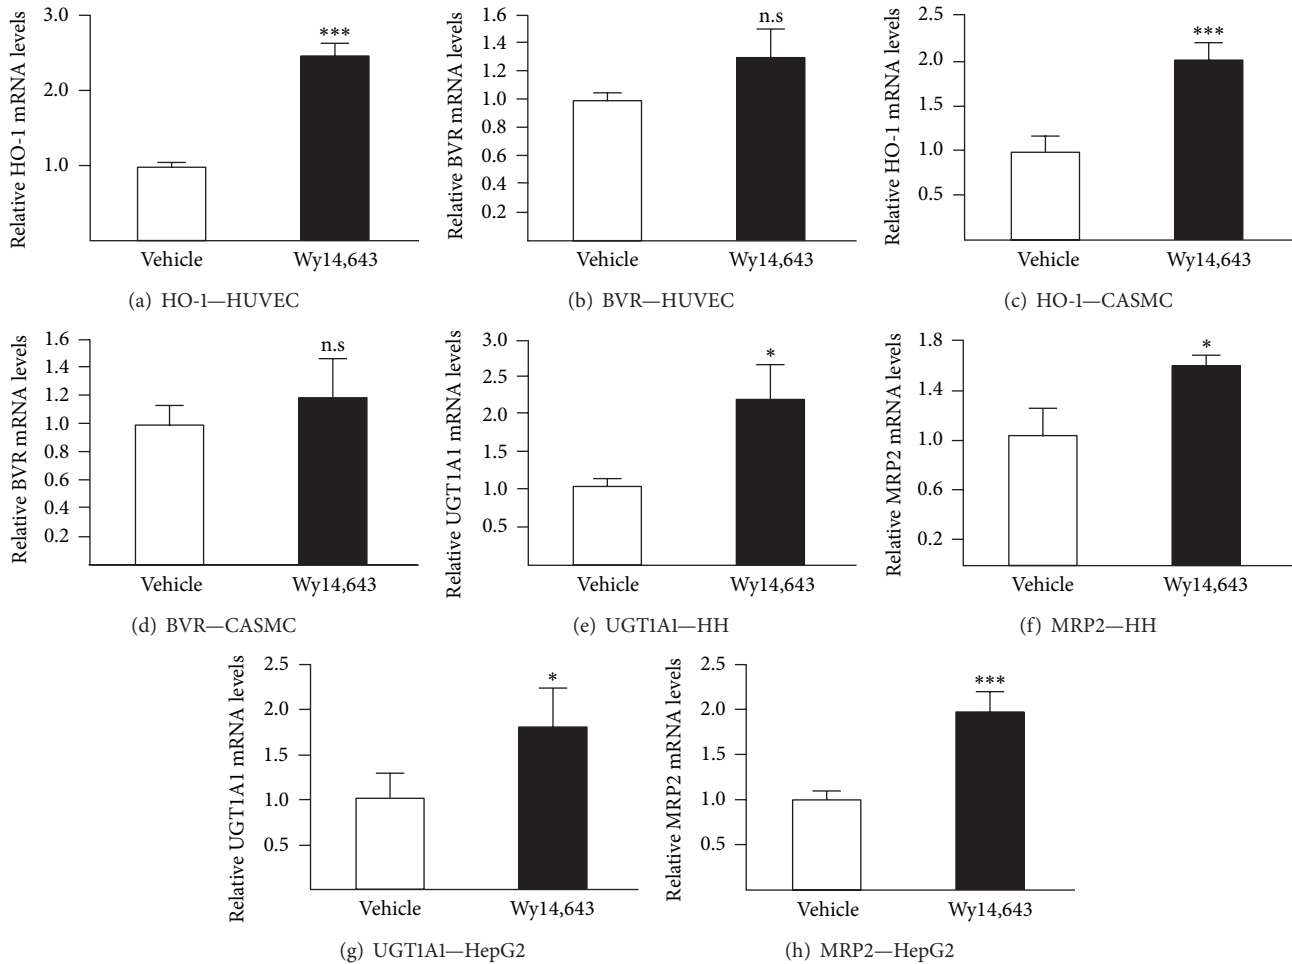 Relative HO-1 mRNA levels
3.0
2.0
1.0
***
Vehicle
Wy14,643
(a) HO-1—HUVEC
Relative BVR mRNA levels
1.6
1.4
1.2
1.0
0.8
0.6
0.4
0.2
n.s
Vehicle
Wy14,643
(b) BVR—HUVEC
Relative HO-1 mRNA levels
2.5
2.0
1.5
1.0
0.5
***
Vehicle
Wy14,643
(c) HO-1—CASMC
Relative BVR mRNA levels
1.6
1.4
1.2
1.0
0.8
0.6
0.4
0.2
n.s
Vehicle
Wy14,643
(d) BVR—CASMC
Relative UGT1A1 mRNA levels
3.0
2.5
2.0
1.5
1.0
0.5
*
Vehicle
Wy14,643
(e) UGT1A1—HH
Relative MRP2 mRNA levels
1.8
1.4
1.0
0.6
0.2
*
Vehicle
Wy14,643
(f) MRP2—HH
Relative UGT1A1 mRNA levels
2.5
2.0
1.5
1.0
0.5
*
Vehicle
Wy14,643
(g) UGT1A1—HepG2
Relative MRP2 mRNA levels
2.5
2.0
1.5
1.0
0.5
***
Vehicle
Wy14,643
(h) MRP2—HepG2